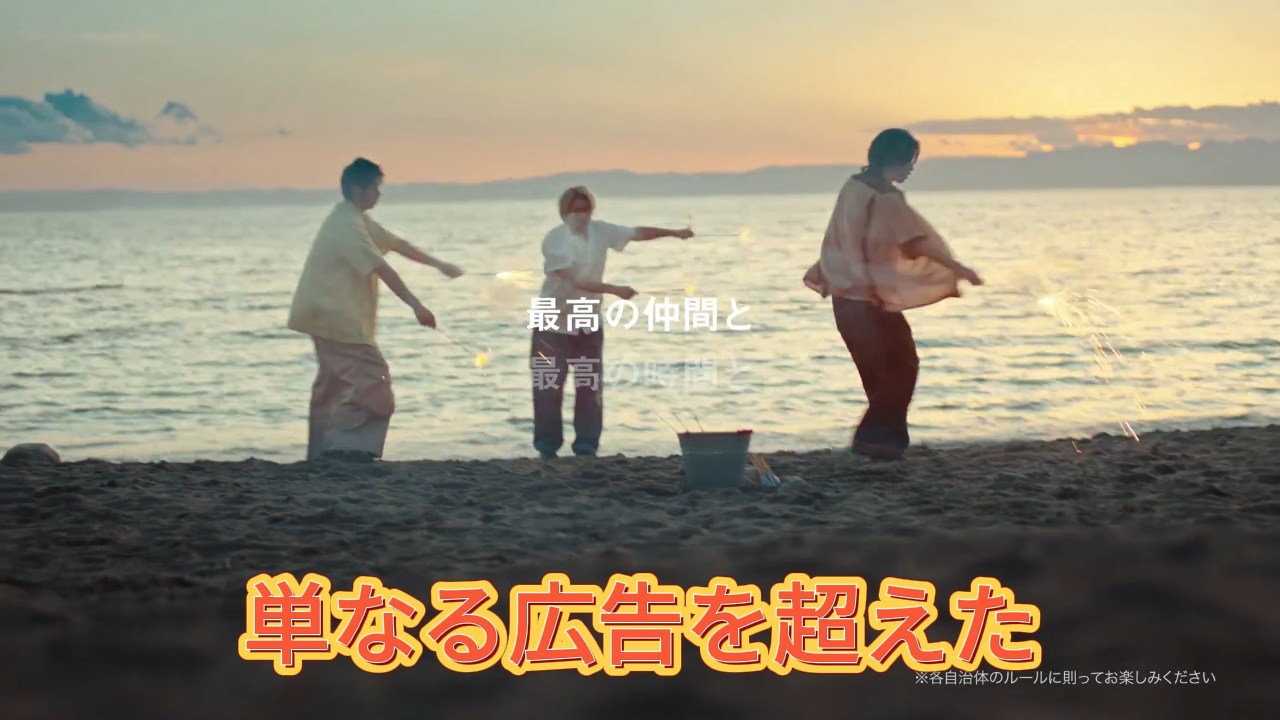 最高の仲間と
最高の時間と
単なる広告を超えた
※各自治体のルールに則ってお楽しみください